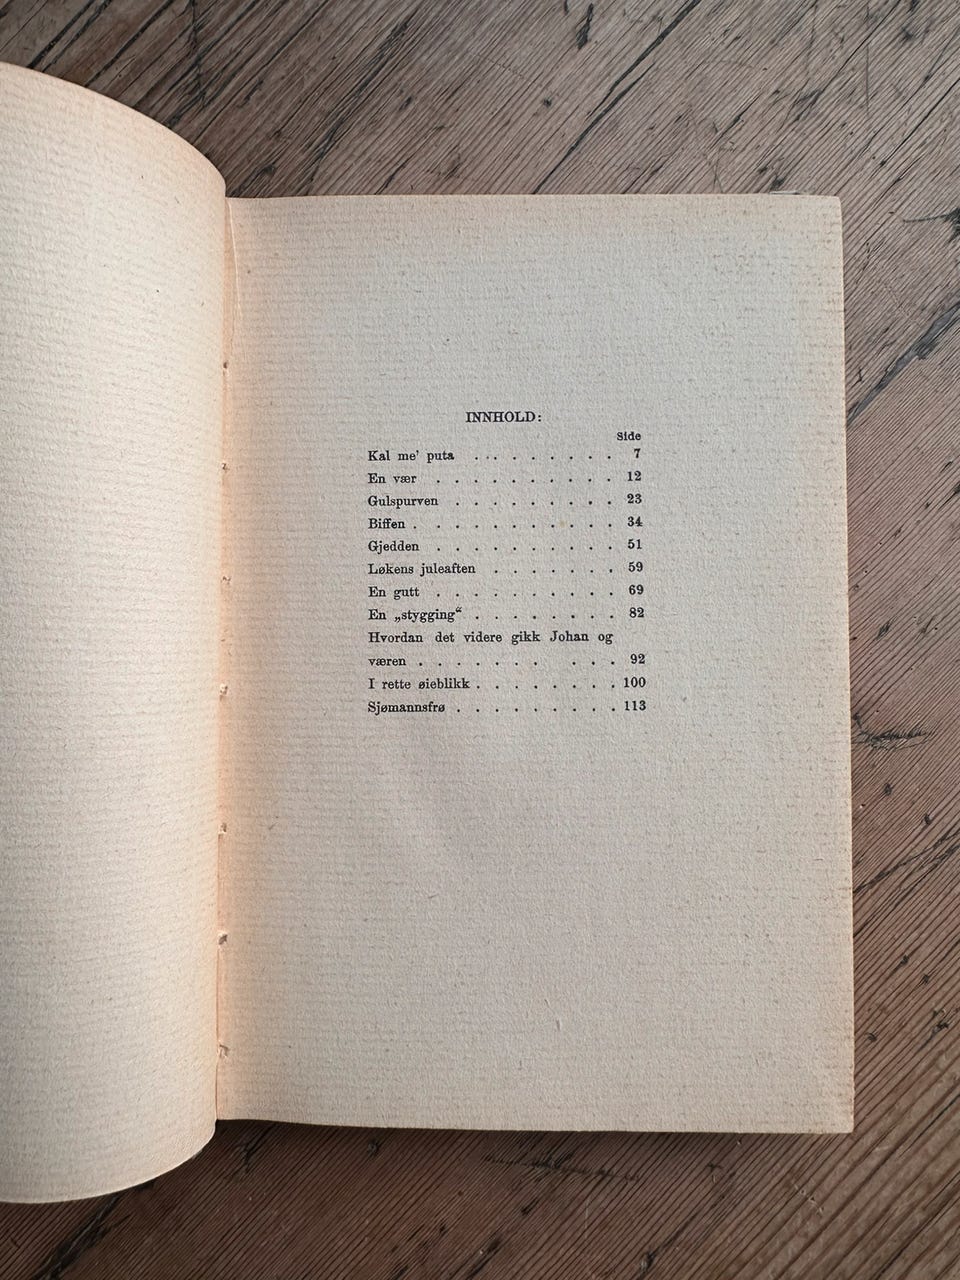 INNHOLD:
Side
Kal me' puta . . . . . . . . 7
En vær . . . . . . . . . . 12
Gulspurven . . . . . . . . . 23
Biffen . . . . . . . . . . . 34
Gjedden . . . . . . . . . . 51
Løkens juleaften . . . . . . . 59
En gutt . . . . . . . . . . 69
En „stygging“ . . . . . . . . 82
Hvordan det videre gikk Johan og
væren . . . . . . . . . . 92
I rette øieblikk . . . . . . . . 100
Sjømannsfrø . . . . . . . . . 113